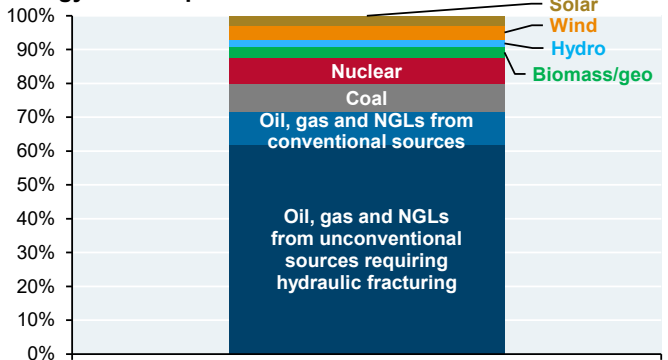 Solar
100%
Wind
90%
Hydro
Biomass/geo
80%
Nuclear
Coal
70%
Oil, gas and NGLs from
conventional sources
60%
50%
40%
Oil, gas and NGLs
from unconventional
30%
sources requiring
20%
hydraulic fracturing
10%
0%